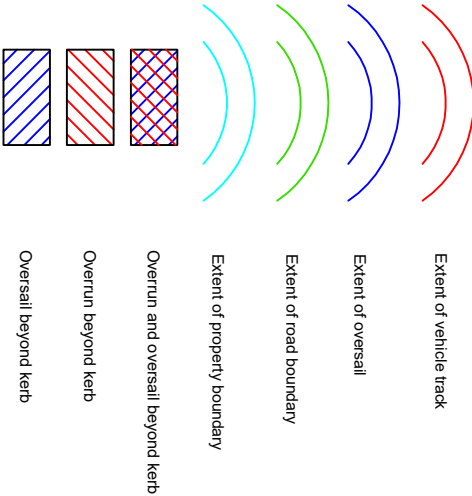 Extent of vehicle track
Extent of oversail
Extent of road boundary
Extent of property boundary
Overrun and oversail beyond kerb
Overrun beyond kerb
Oversail beyond kerb